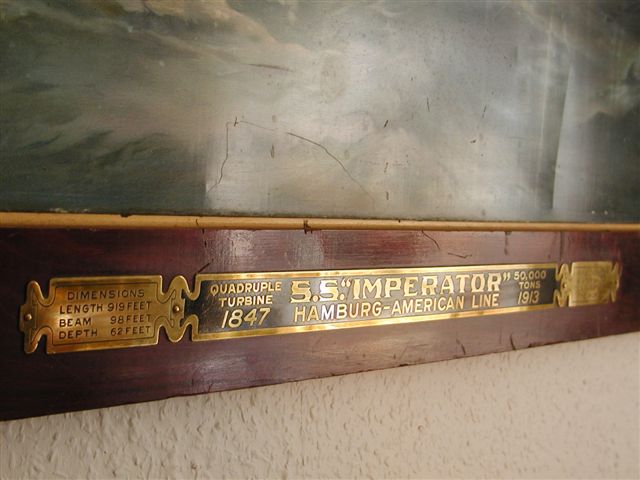 DIMENSIONS
LENGTH 919 FEET
BEAM 98 FEET
DEPTH 62 FEET
QUADRUPLE
TURBINE
1847
S.S. "IMPERATOR"
HAMBURG-AMERICAN LINE
50,000
TONS
1913